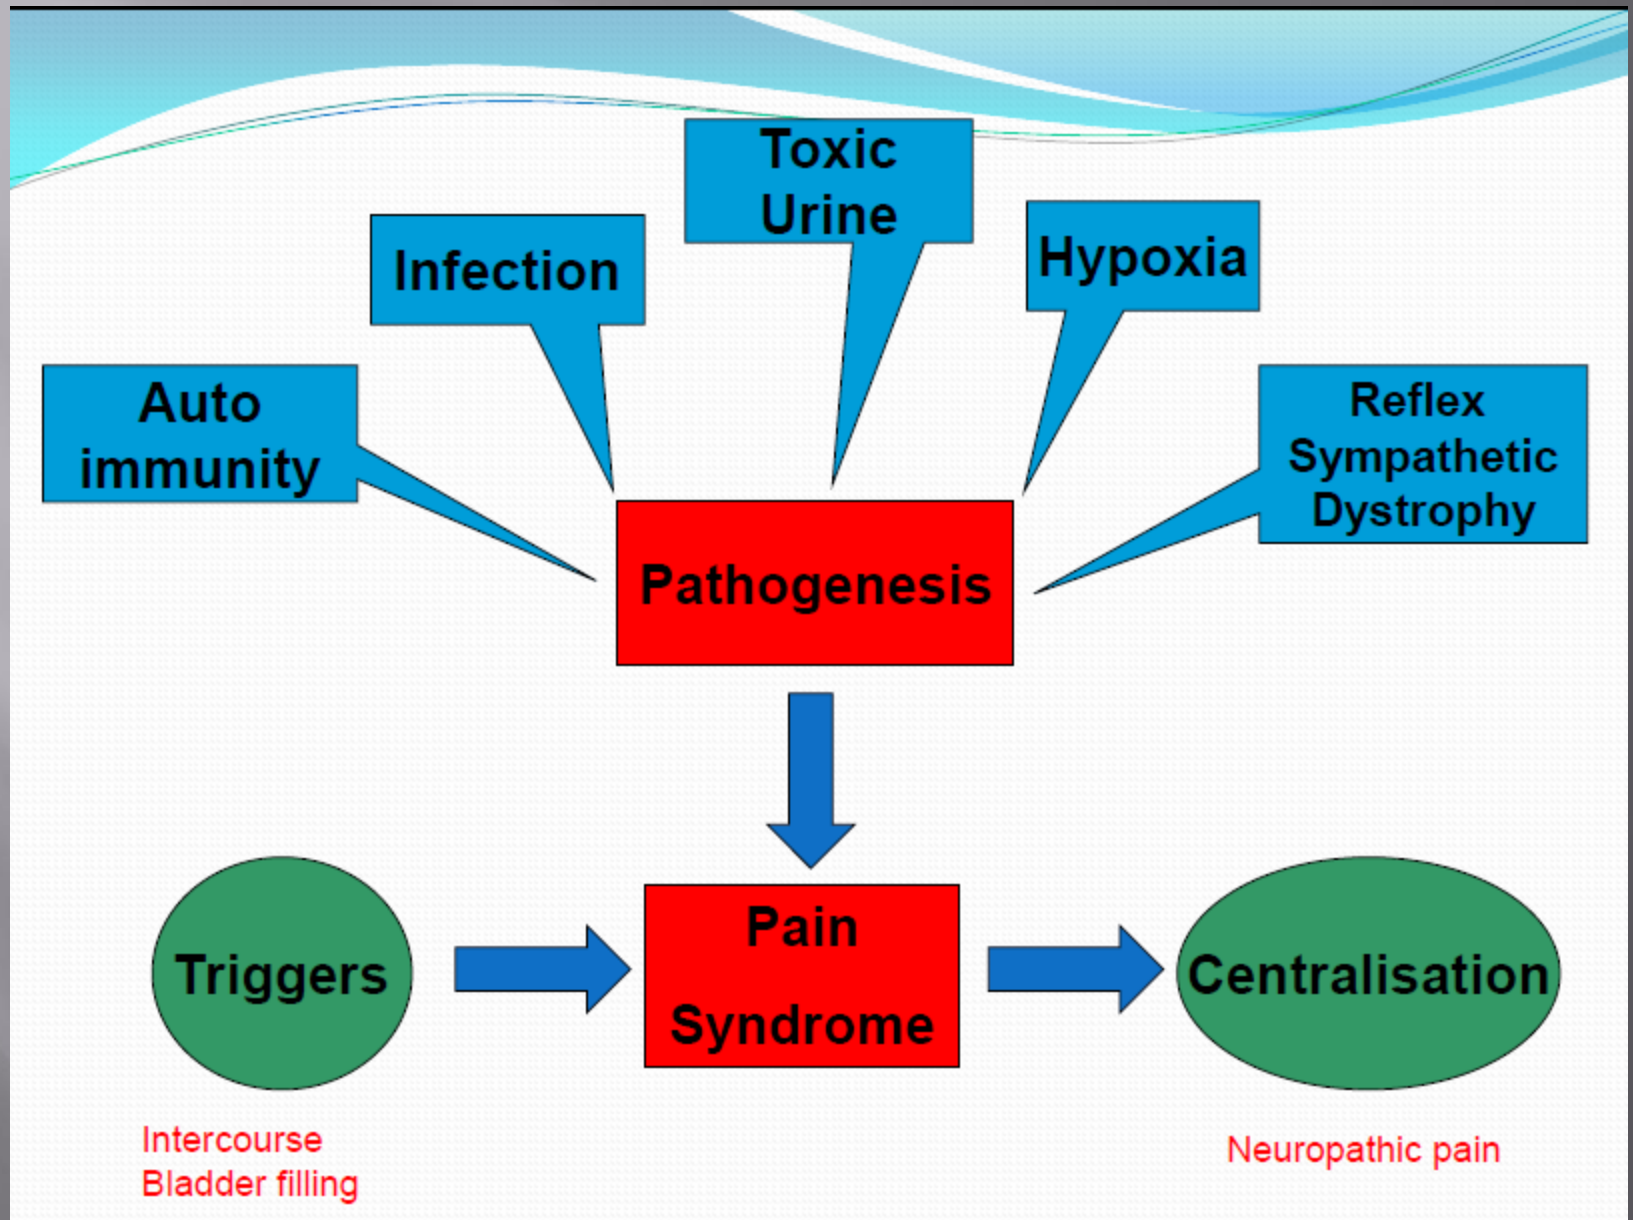 Toxic
Urine
Infection
Hypoxia
Auto
immunity
Reflex
Sympathetic
Dystrophy
Pathogenesis
Triggers
Pain
Syndrome
Centralisation
Intercourse
Bladder filling
Neuropathic pain